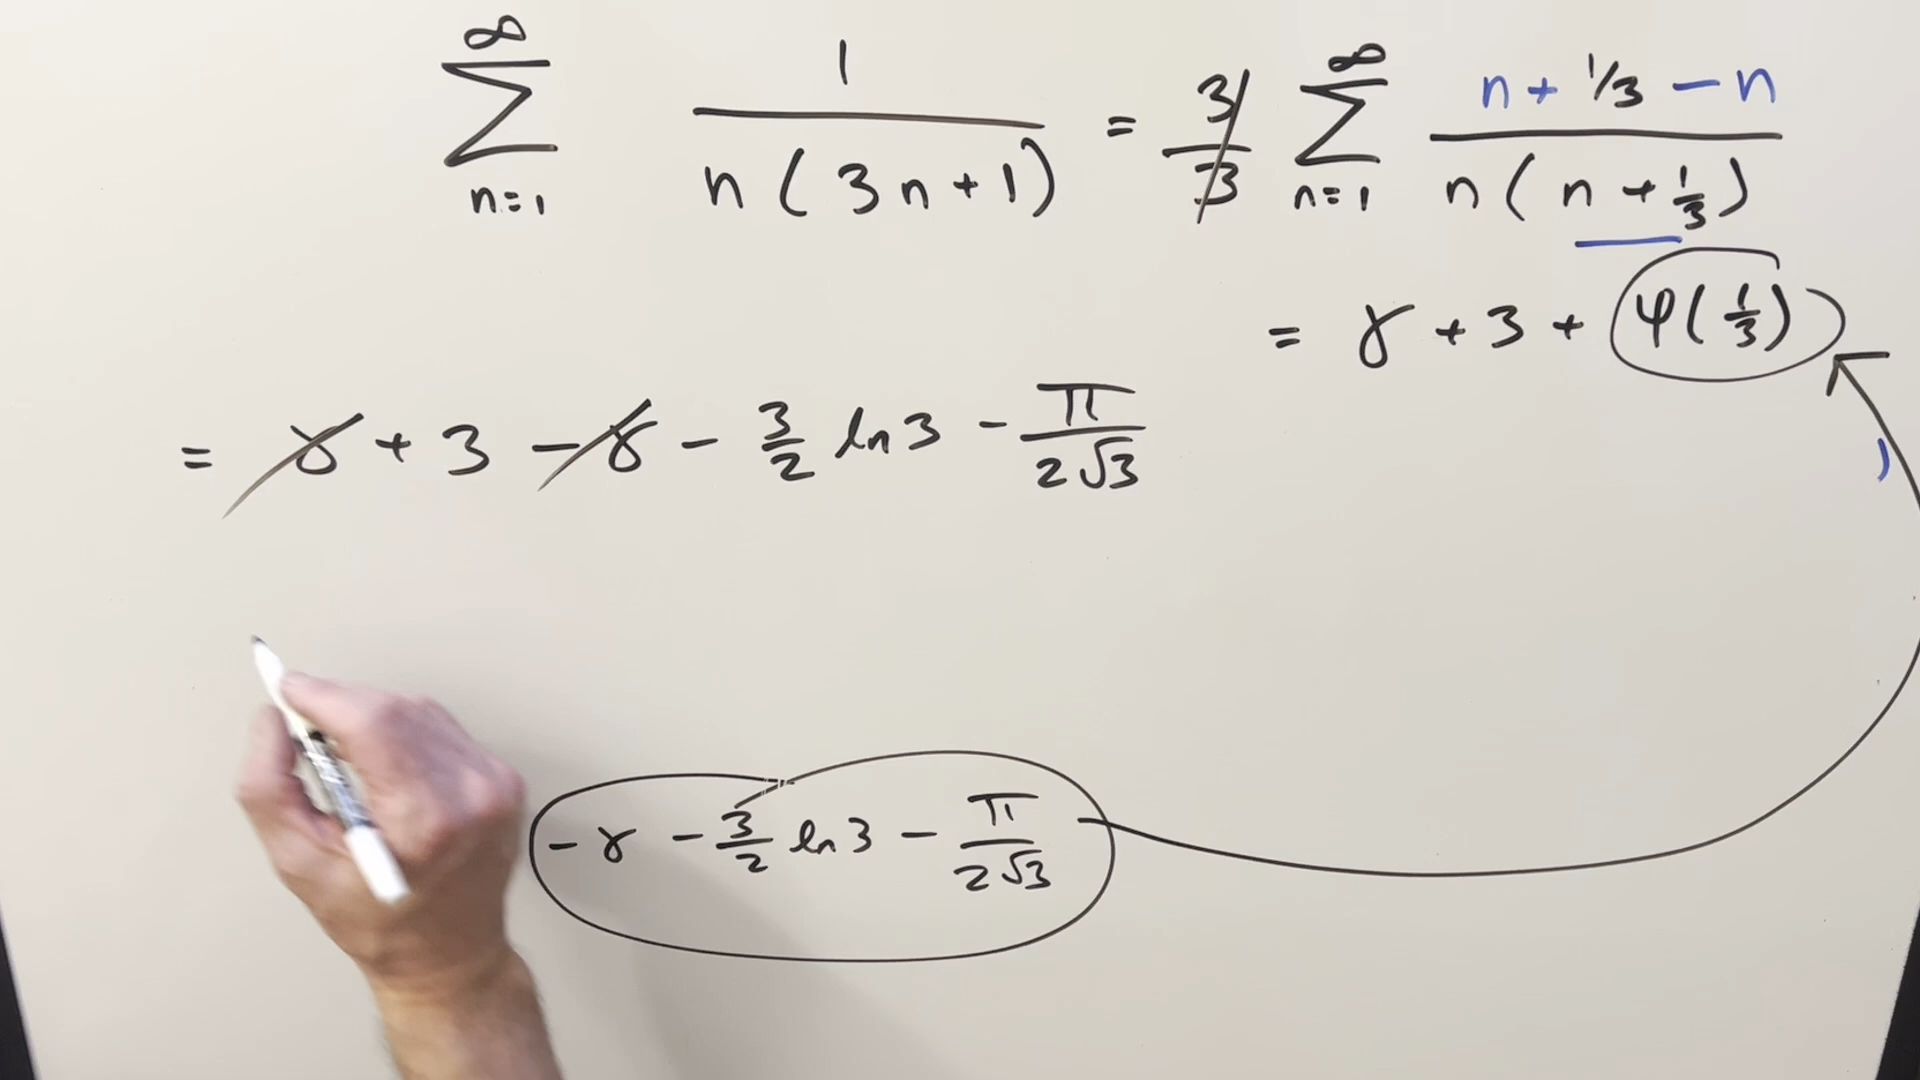 ∞ ∑ n=1 1/(n(3n+1)) = 3/3 ∞ ∑ n=1 (n + 1/3 − n)/(n(n + 1/3))
= γ + 3 + ψ(1/3)
= γ + 3 − γ − 3/2 ln 3 − π/(2√3)
− γ − 3/2 ln 3 − π/(2√3)